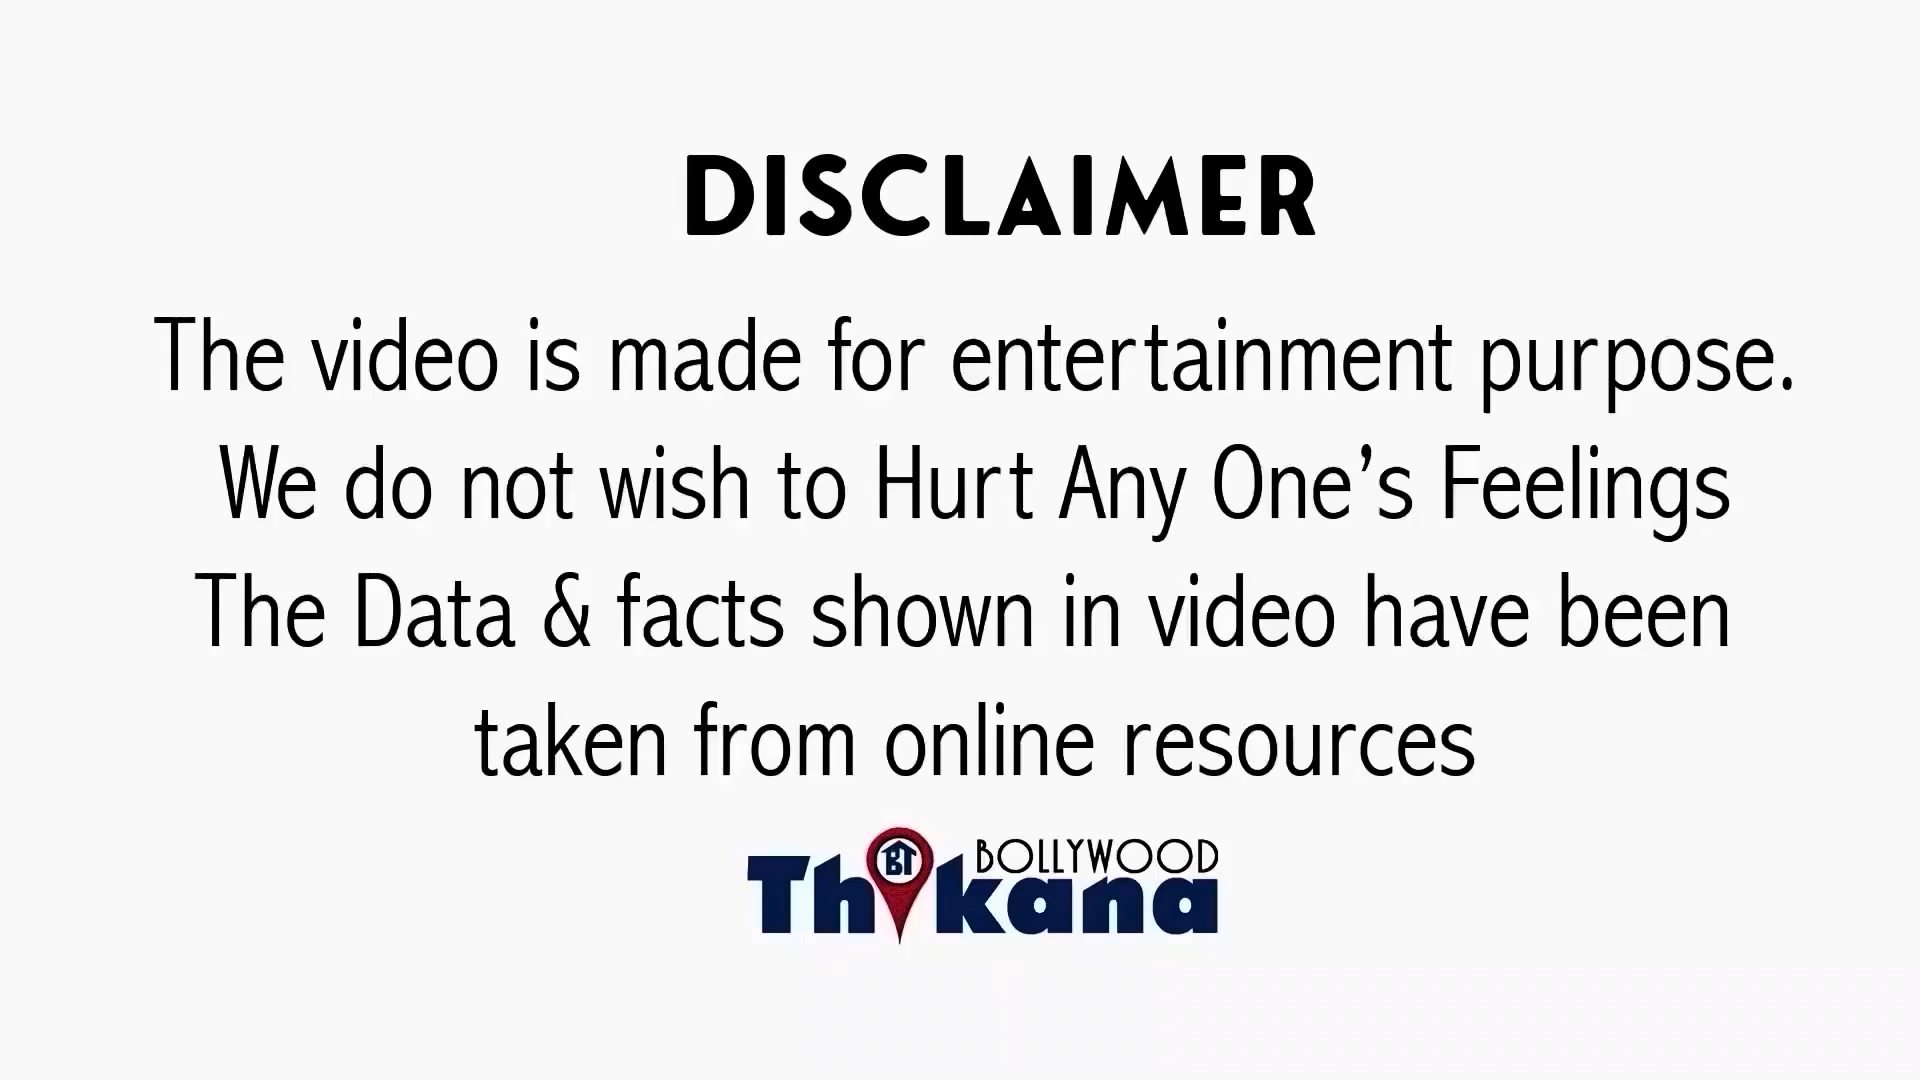 DISCLAIMER
The video is made for entertainment purpose.
We do not wish to Hurt Any One’s Feelings
The Data & facts shown in video have been
taken from online resources
BT
BOLLYWOOD
Thikana